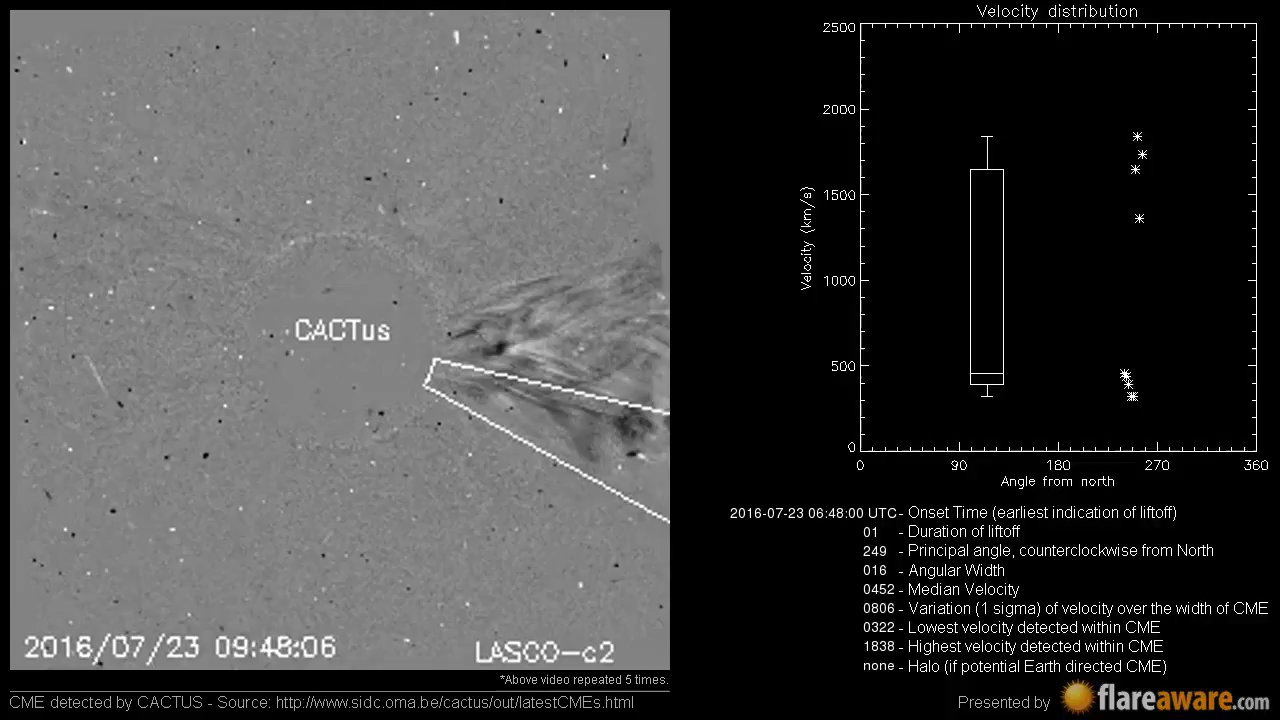 Velocity distribution
2500
2000
1500
1000
500
0
Velocity (km/s)
0 90 180 270 360
Angle from north
CACTus
2016/07/23 09:48:06 LASCO-c2
*Above video repeated 5 times.
CME detected by CACTUS - Source: http://www.sidc.oma.be/cactus/out/latestCMEs.html
2016-07-23 06:48:00 UTC - Onset Time (earliest indication of liftoff)
01 - Duration of liftoff
249 - Principal angle, counterclockwise from North
016 - Angular Width
0452 - Median Velocity
0806 - Variation (1 sigma) of velocity over the width of CME
0322 - Lowest velocity detected within CME
1838 - Highest velocity detected within CME
none - Halo (if potential Earth directed CME)
Presented by flareaware.com